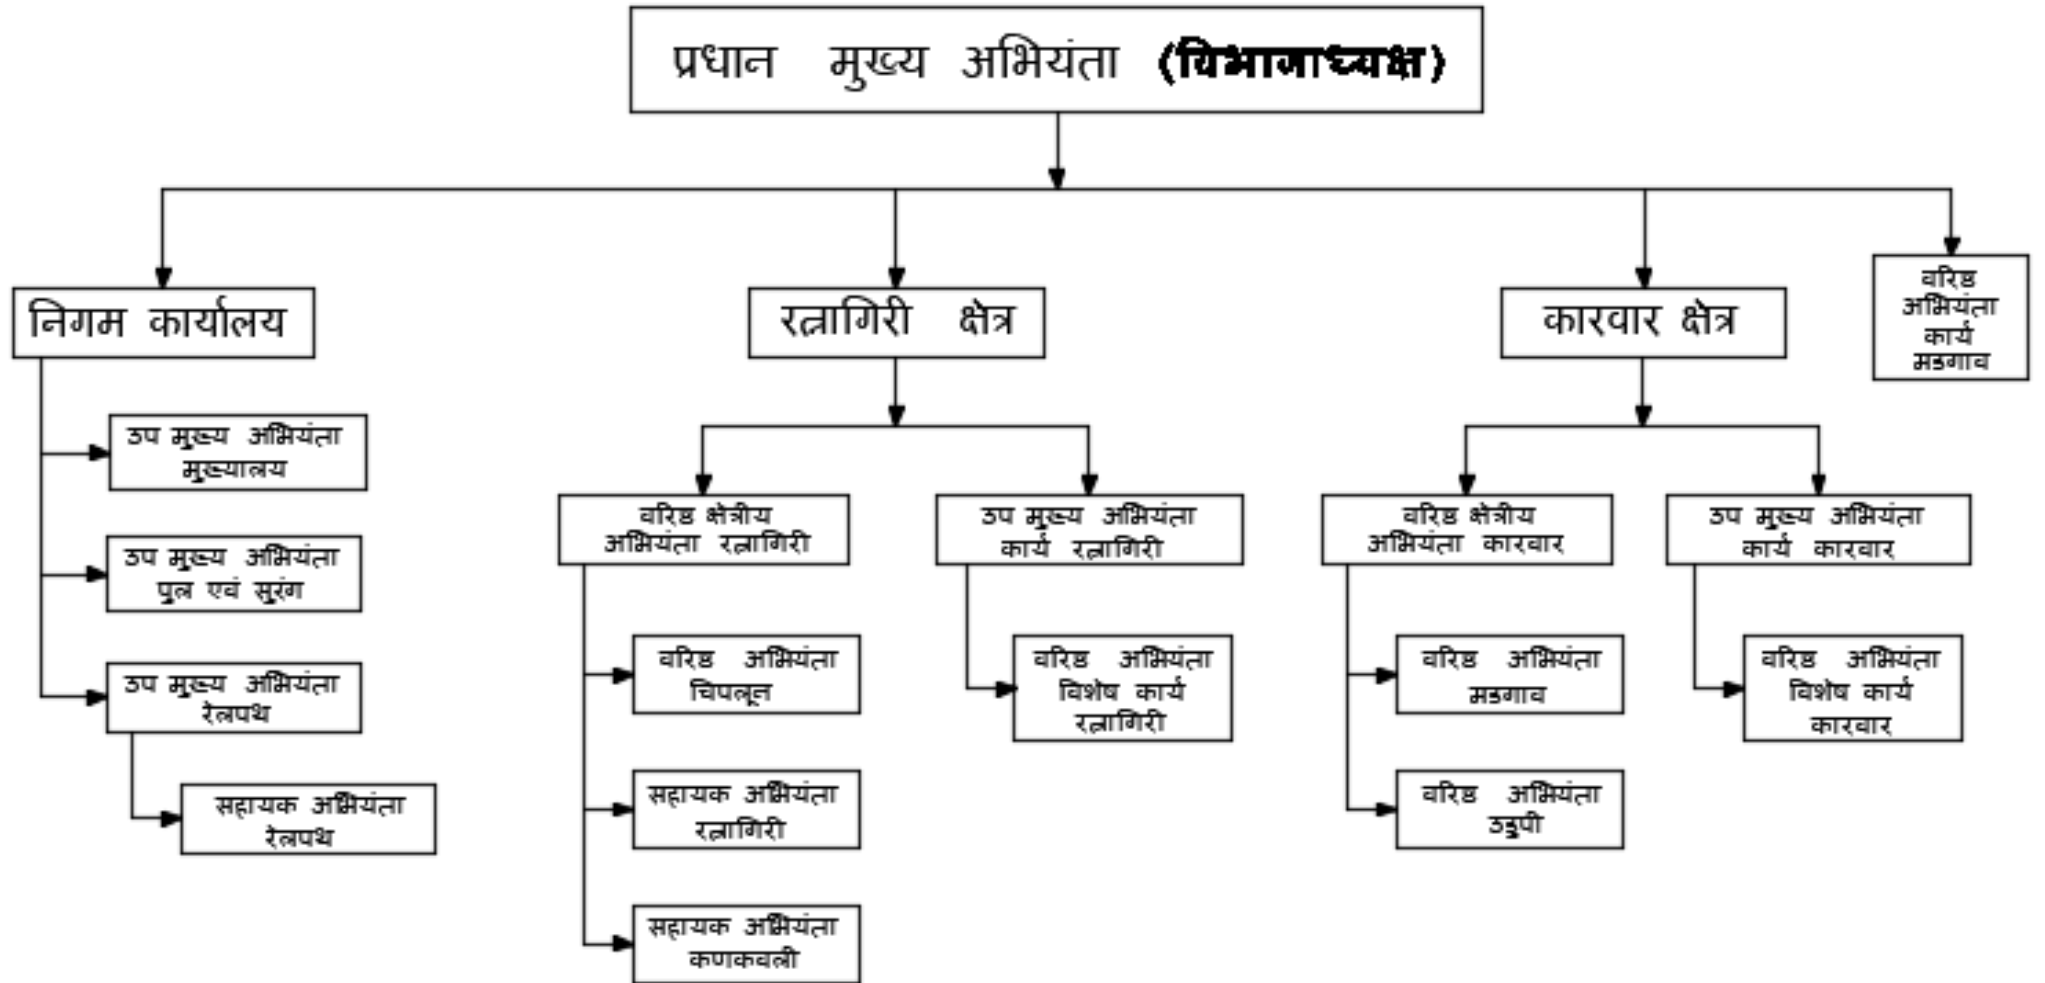 प्रधान मुख्य अभियंता (विभागाध्यक्ष)
निगम कार्यालय
रत्नागिरी क्षेत्र
कारवार क्षेत्र
वरिष्ठ
अभियंता
कार्य
मडगाव
उप मुख्य अभियंता
मुख्यालय
उप मुख्य अभियंता
पुल एवं सुरंग
उप मुख्य अभियंता
रेलपथ
सहायक अभियंता
रेलपथ
वरिष्ठ क्षेत्रीय
अभियंता रत्नागिरी
उप मुख्य अभियंता
कार्य रत्नागिरी
वरिष्ठ अभियंता
चिपलून
सहायक अभियंता
रत्नागिरी
सहायक अभियंता
कणकवली
वरिष्ठ अभियंता
विशेष कार्य
रत्नागिरी
वरिष्ठ क्षेत्रीय
अभियंता कारवार
उप मुख्य अभियंता
कार्य कारवार
वरिष्ठ अभियंता
मडगाव
वरिष्ठ अभियंता
उडुपी
वरिष्ठ अभियंता
विशेष कार्य
कारवार